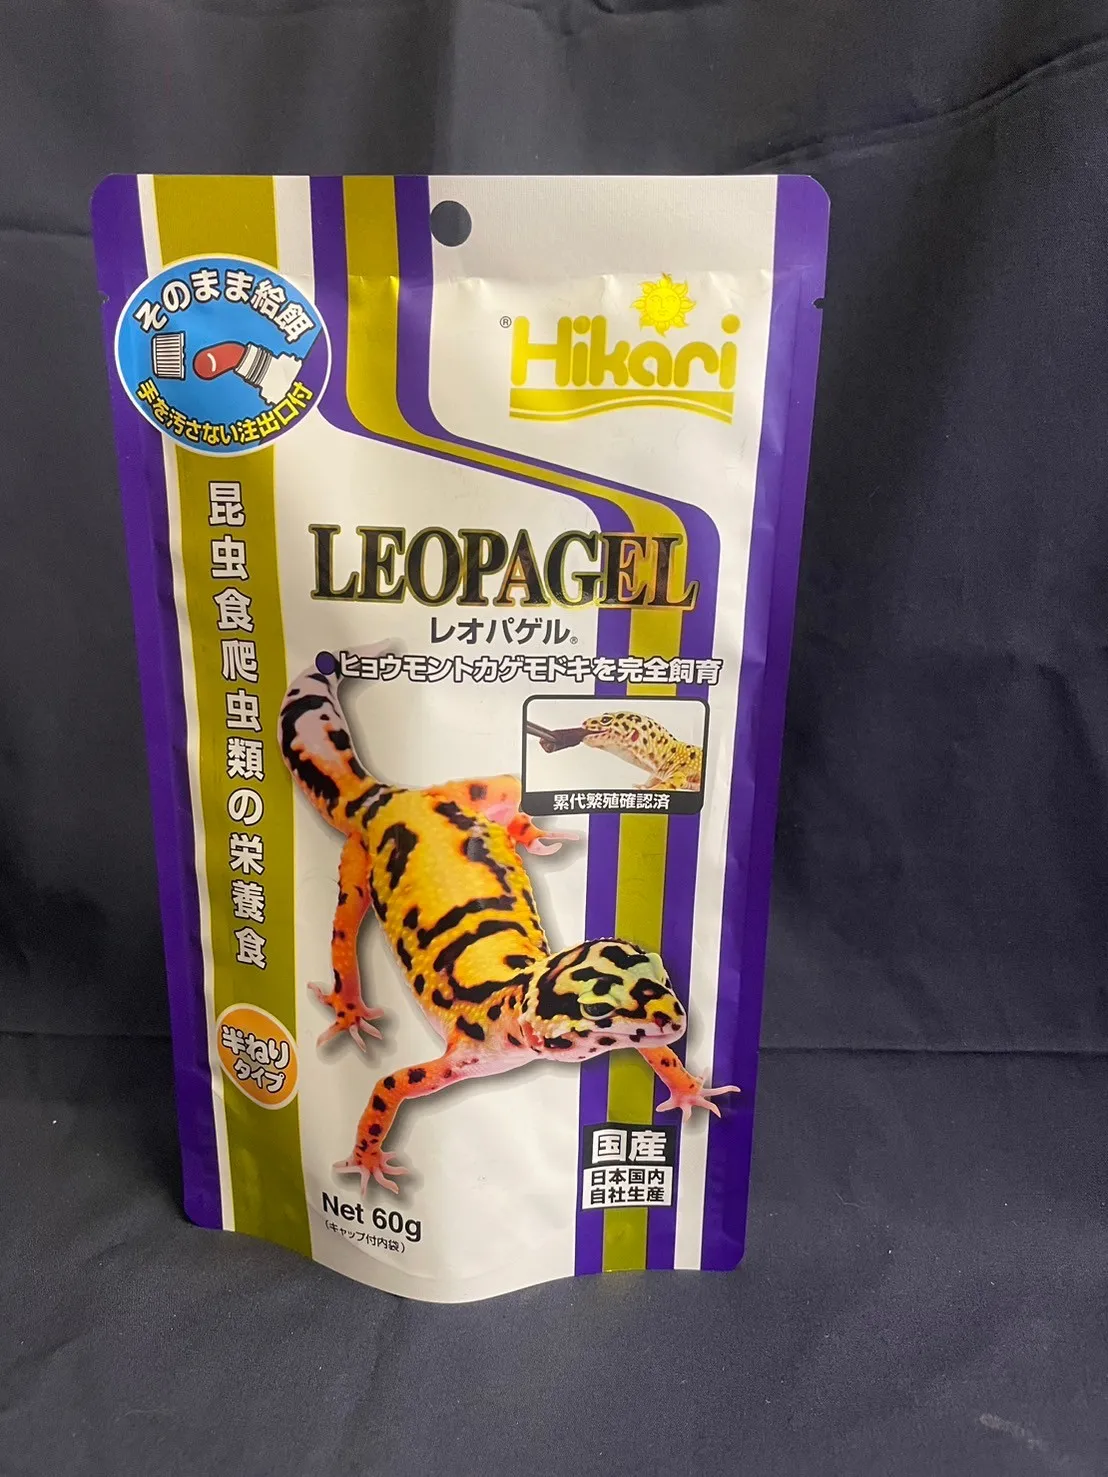 そのまま給餌
手を汚さない注出口付
® Hikari
昆虫食爬虫類の栄養食
LEOPAGEL
レオパゲル®
●ヒョウモントカゲモドキを完全飼育
累代繁殖確認済
半ねり
タイプ
国産
日本国内
自社生産
Net 60g
(キャップ付内袋)